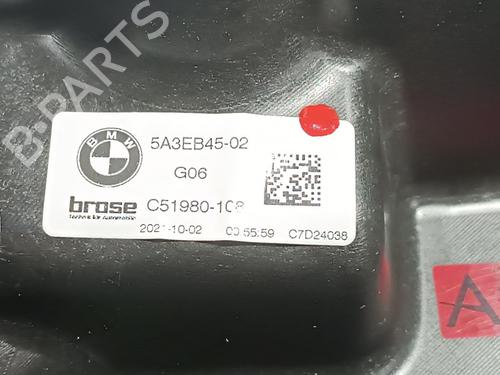 B-PARTS
BMW
5A3EB45-02
G06
brose
Technik für Automobile
C51980-108
2021-10-02 00:55:59 C7D24038
A